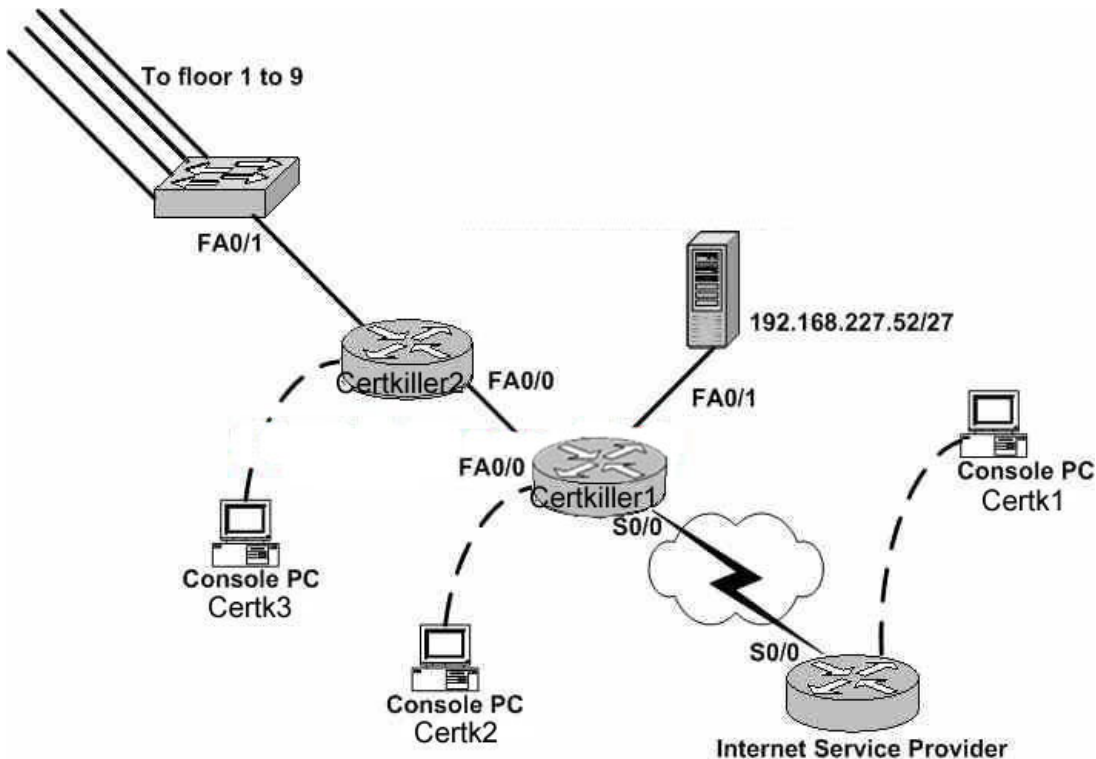 To floor 1 to 9
FA0/1
192.168.227.52/27
Certkiller2
FA0/0
FA0/1
Console PC
Certk1
FA0/0
Certkiller1
S0/0
Console PC
Certk3
S0/0
Console PC
Certk2
Internet Service Provider